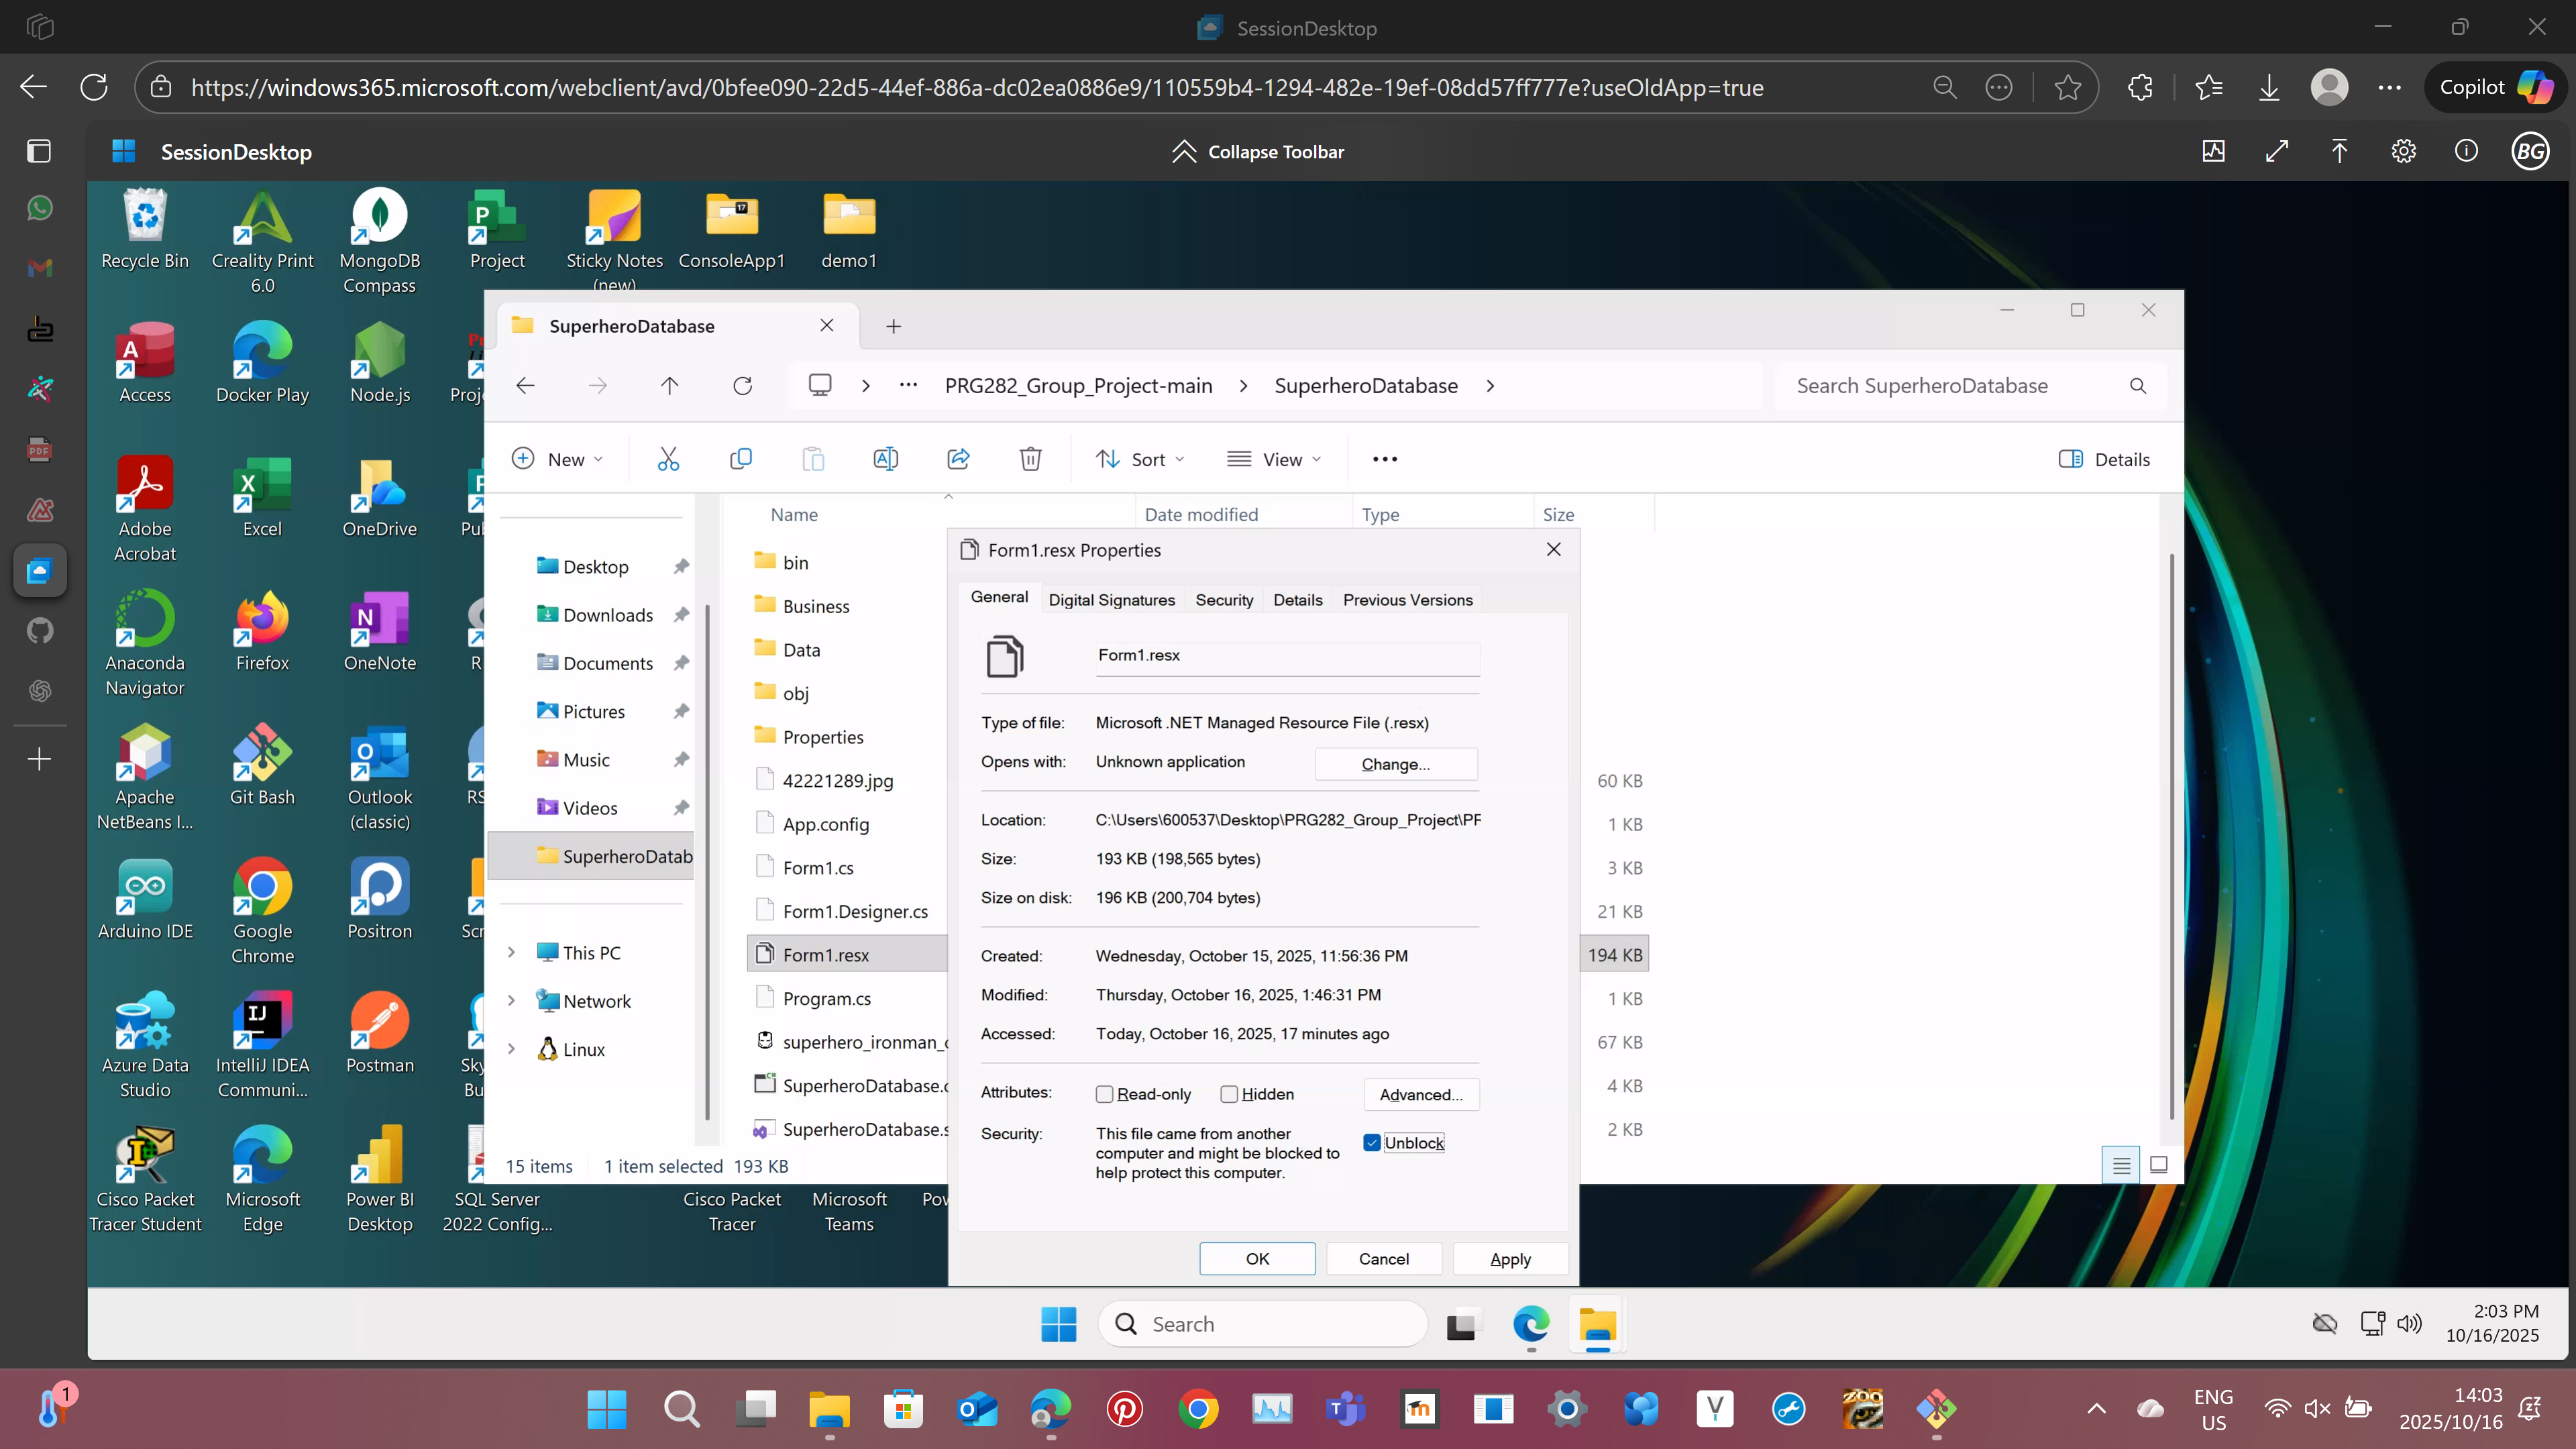 SessionDesktop
https://windows365.microsoft.com/webclient/avd/0bfee090-22d5-44ef-886a-dc02ea0886e9/110559b4-1294-482e-19ef-08dd57ff777e?useOldApp=true
Copilot
SessionDesktop
Collapse Toolbar
BG
Recycle Bin
Creality Print
6.0
MongoDB
Compass
Project
Sticky Notes
(new)
ConsoleApp1
demo1
Access
Docker Play
Node.js
Proje
Adobe
Acrobat
Excel
OneDrive
Pu
Anaconda
Navigator
Firefox
OneNote
R
Apache
NetBeans I...
Git Bash
Outlook
(classic)
RS
Arduino IDE
Google
Chrome
Positron
Scr
Azure Data
Studio
IntelliJ IDEA
Communi...
Postman
Sky
Bu
Cisco Packet
Tracer Student
Microsoft
Edge
Power BI
Desktop
SQL Server
2022 Config...
Cisco Packet
Tracer
Microsoft
Teams
Pov
SuperheroDatabase
PRG282_Group_Project-main
SuperheroDatabase
Search SuperheroDatabase
New
Sort
View
Details
Desktop
Downloads
Documents
Pictures
Music
Videos
SuperheroDatab
This PC
Network
Linux
Name
Date modified
Type
Size
bin
Business
Data
obj
Properties
42221289.jpg
60 KB
App.config
1 KB
Form1.cs
3 KB
Form1.Designer.cs
21 KB
Form1.resx
194 KB
Program.cs
1 KB
superhero_ironman_
67 KB
SuperheroDatabase.c
4 KB
SuperheroDatabase.s
2 KB
15 items
1 item selected 193 KB
Form1.resx Properties
General
Digital Signatures
Security
Details
Previous Versions
Form1.resx
Type of file:
Microsoft .NET Managed Resource File (.resx)
Opens with:
Unknown application
Change...
Location:
C:\Users\600537\Desktop\PRG282_Group_Project\PF
Size:
193 KB (198,565 bytes)
Size on disk:
196 KB (200,704 bytes)
Created:
Wednesday, October 15, 2025, 11:56:36 PM
Modified:
Thursday, October 16, 2025, 1:46:31 PM
Accessed:
Today, October 16, 2025, 17 minutes ago
Attributes:
Read-only
Hidden
Advanced...
Security:
This file came from another
computer and might be blocked to
help protect this computer.
Unblock
OK
Cancel
Apply
Search
2:03 PM
10/16/2025
1
ENG
US
14:03
2025/10/16